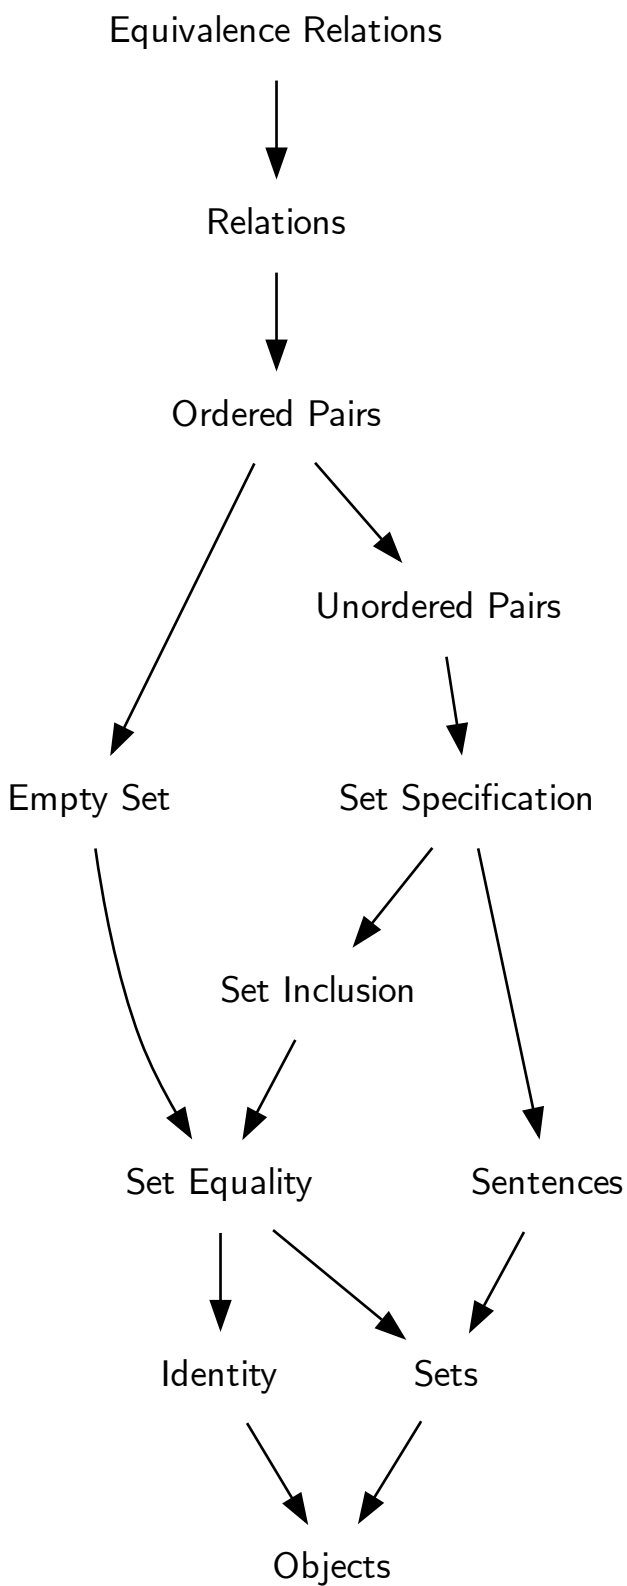 Equivalence Relations
Relations
Ordered Pairs
Unordered Pairs
Empty Set
Set Specification
Set Inclusion
Set Equality
Sentences
Identity
Sets
Objects